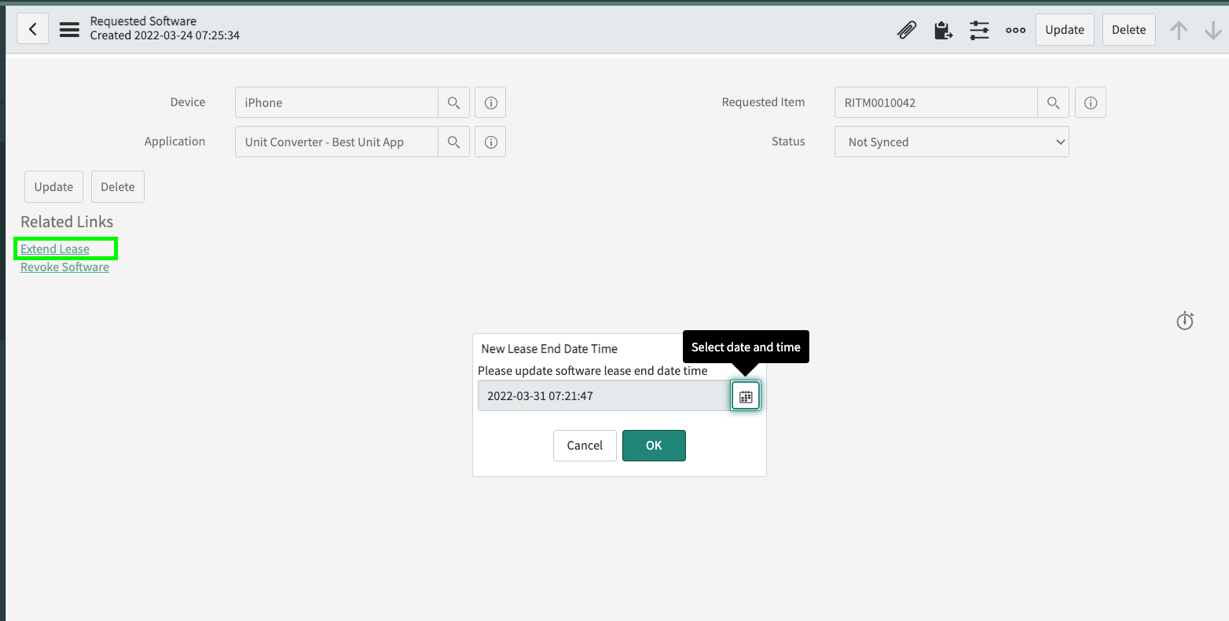 Requested Software
Created 2022-03-24 07:25:34
Update
Delete
Device
iPhone
Requested Item
RITM0010042
Application
Unit Converter - Best Unit App
Status
Not Synced
Update
Delete
Related Links
Extend Lease
Revoke Software
New Lease End Date Time
Select date and time
Please update software lease end date time
2022-03-31 07:21:47
Cancel
OK